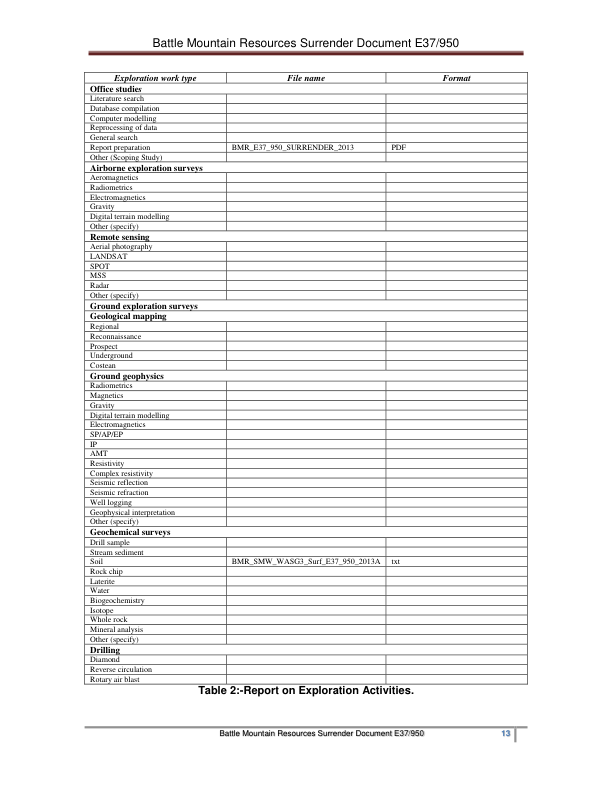 Battle Mountain Resources Surrender Document E37/950
Exploration work type File name Format
Office studies
Literature search
Database compilation
Computer modelling
Reprocessing of data
General search
Report preparation BMR_E37_950_SURRENDER_2013 PDF
Other (Scoping Study)
Airborne exploration surveys
Aeromagnetics
Radiometrics
Electromagnetics
Gravity
Digital terrain modelling
Other (specify)
Remote sensing
Aerial photography
LANDSAT
SPOT
MSS
Radar
Other (specify)
Ground exploration surveys
Geological mapping
Regional
Reconnaissance
Prospect
Underground
Costean
Ground geophysics
Radiometrics
Magnetics
Gravity
Digital terrain modelling
Electromagnetics
SP/AP/EP
IP
AMT
Resistivity
Complex resistivity
Seismic reflection
Seismic refraction
Well logging
Geophysical interpretation
Other (specify)
Geochemical surveys
Drill sample
Stream sediment
Soil BMR_SMW_WASG3_Surf_E37_950_2013A txt
Rock chip
Laterite
Water
Biogeochemistry
Isotope
Whole rock
Mineral analysis
Other (specify)
Drilling
Diamond
Reverse circulation
Rotary air blast
Table 2:-Report on Exploration Activities.
Battle Mountain Resources Surrender Document E37/950 13